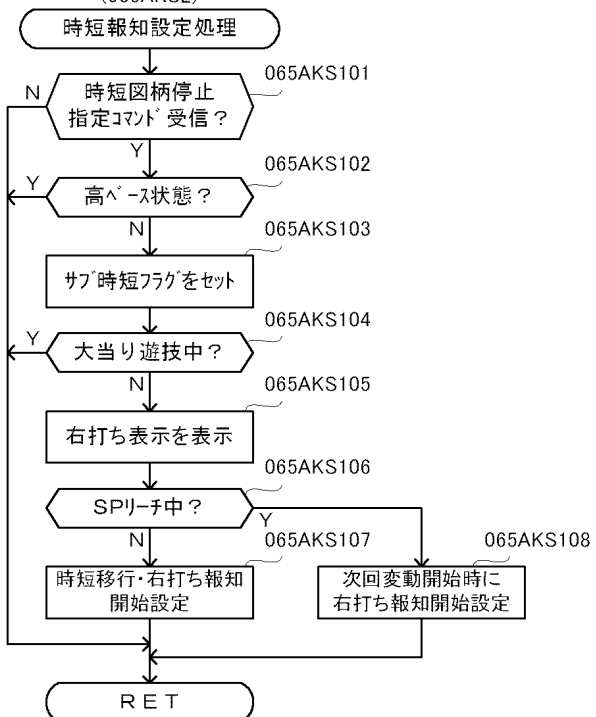 時短報知設定処理
065AKS101
N
時短図柄停止
指定ｺﾏﾝﾄﾞ受信？
Y
065AKS102
Y
高ﾍﾞｰｽ状態？
N
065AKS103
ｻﾌﾞ時短ﾌﾗｸﾞをｾｯﾄ
065AKS104
Y
大当り遊技中？
N
065AKS105
右打ち表示を表示
065AKS106
SPﾘｰﾁ中？
Y
N
065AKS107
065AKS108
時短移行・右打ち報知
開始設定
次回変動開始時に
右打ち報知開始設定
RET